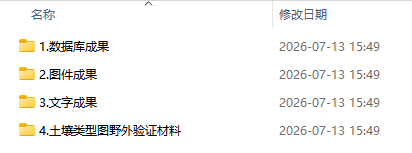 名称 修改日期
1.数据库成果 2026-07-13 15:49
2.图件成果 2026-07-13 15:49
3.文字成果 2026-07-13 15:49
4.土壤类型图野外验证材料 2026-07-13 15:49